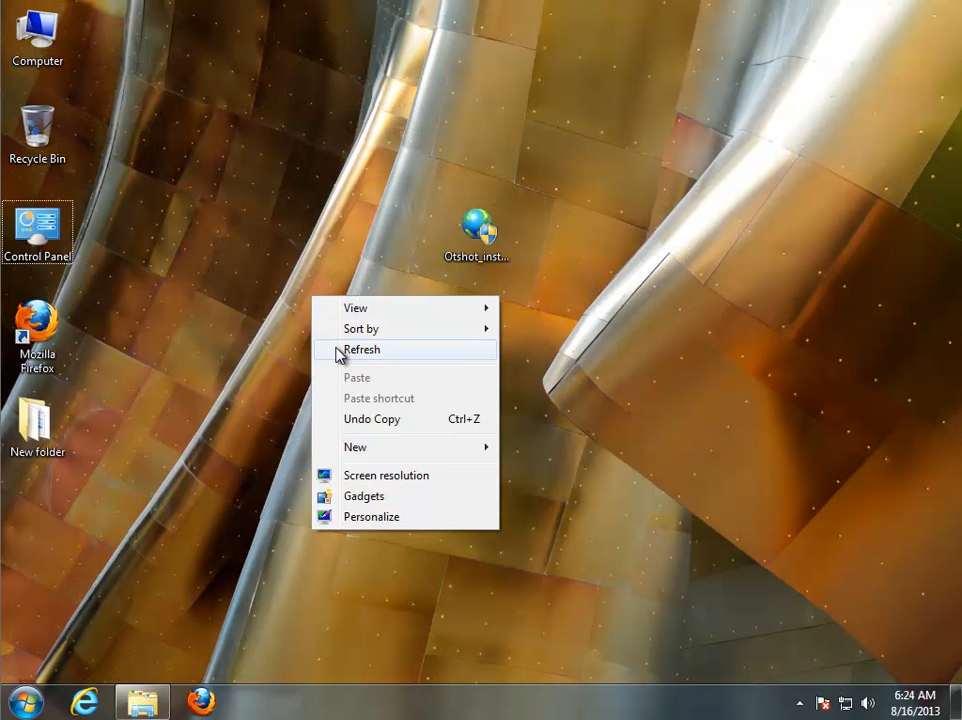 Computer
Recycle Bin
Control Panel
Mozilla
Firefox
New folder
Otshot_inst...
View
Sort by
Refresh
Paste
Paste shortcut
Undo Copy Ctrl+Z
New
Screen resolution
Gadgets
Personalize
6:24 AM
8/16/2013